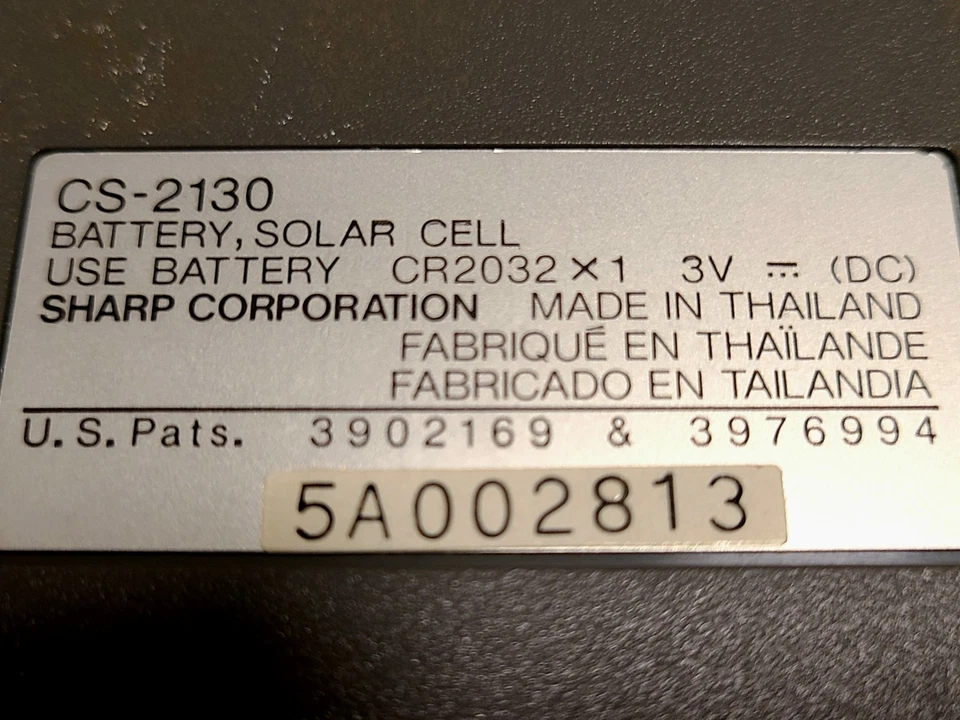 CS-2130
BATTERY, SOLAR CELL
USE BATTERY CR2032×1 3V ⎓ (DC)
SHARP CORPORATION MADE IN THAILAND
FABRIQUÉ EN THAÏLANDE
FABRICADO EN TAILANDIA
U.S. Pats. 3902169 & 3976994
5A002813